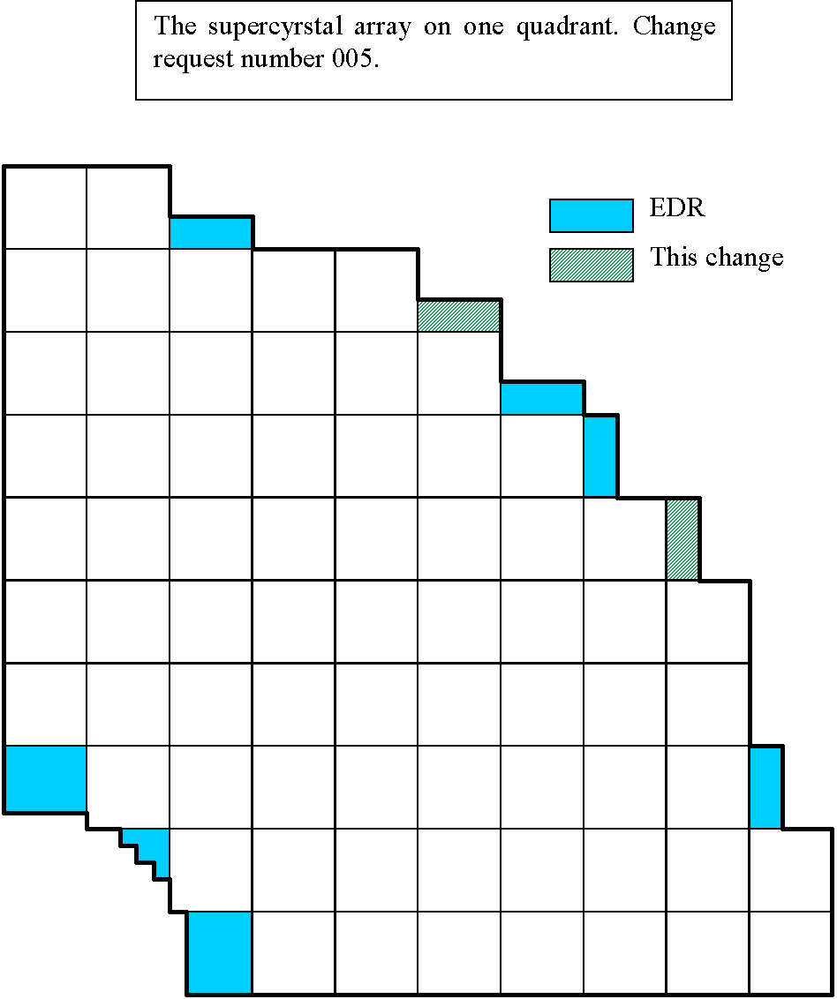 The supercyrstal array on one quadrant. Change
request number 005.
EDR
This change